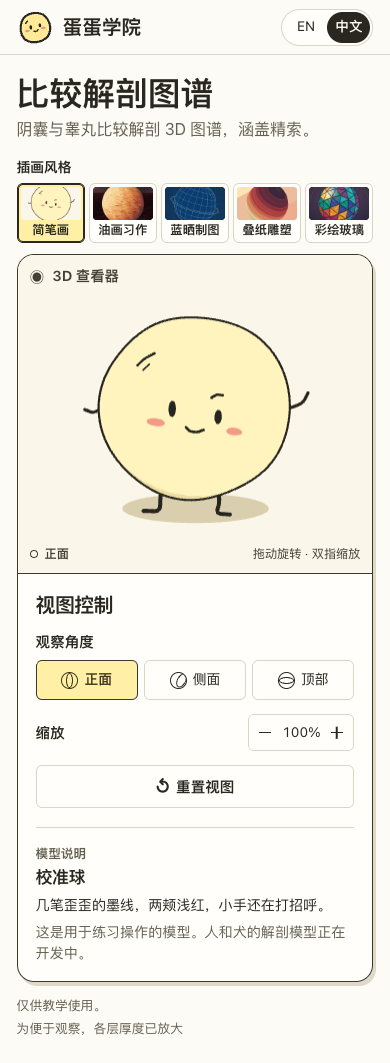 蛋蛋学院
EN 中文
比较解剖图谱
阴囊与睾丸比较解剖 3D 图谱，涵盖精索。
插画风格
简笔画 油画习作 蓝晒制图 叠纸雕塑 彩绘玻璃
3D 查看器
正面 拖动旋转 · 双指缩放
视图控制
观察角度
正面 侧面 顶部
缩放 — 100% +
重置视图
模型说明
校准球
几笔歪歪的墨线，两颊浅红，小手还在打招呼。
这是用于练习操作的模型。人和犬的解剖模型正在
开发中。
仅供教学使用。
为便于观察，各层厚度已放大